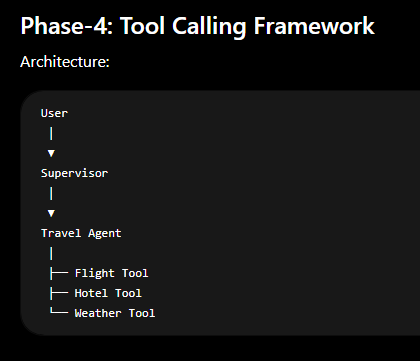 Phase-4: Tool Calling Framework
Architecture:
User
│
▼
Supervisor
│
▼
Travel Agent
│
├── Flight Tool
├── Hotel Tool
└── Weather Tool